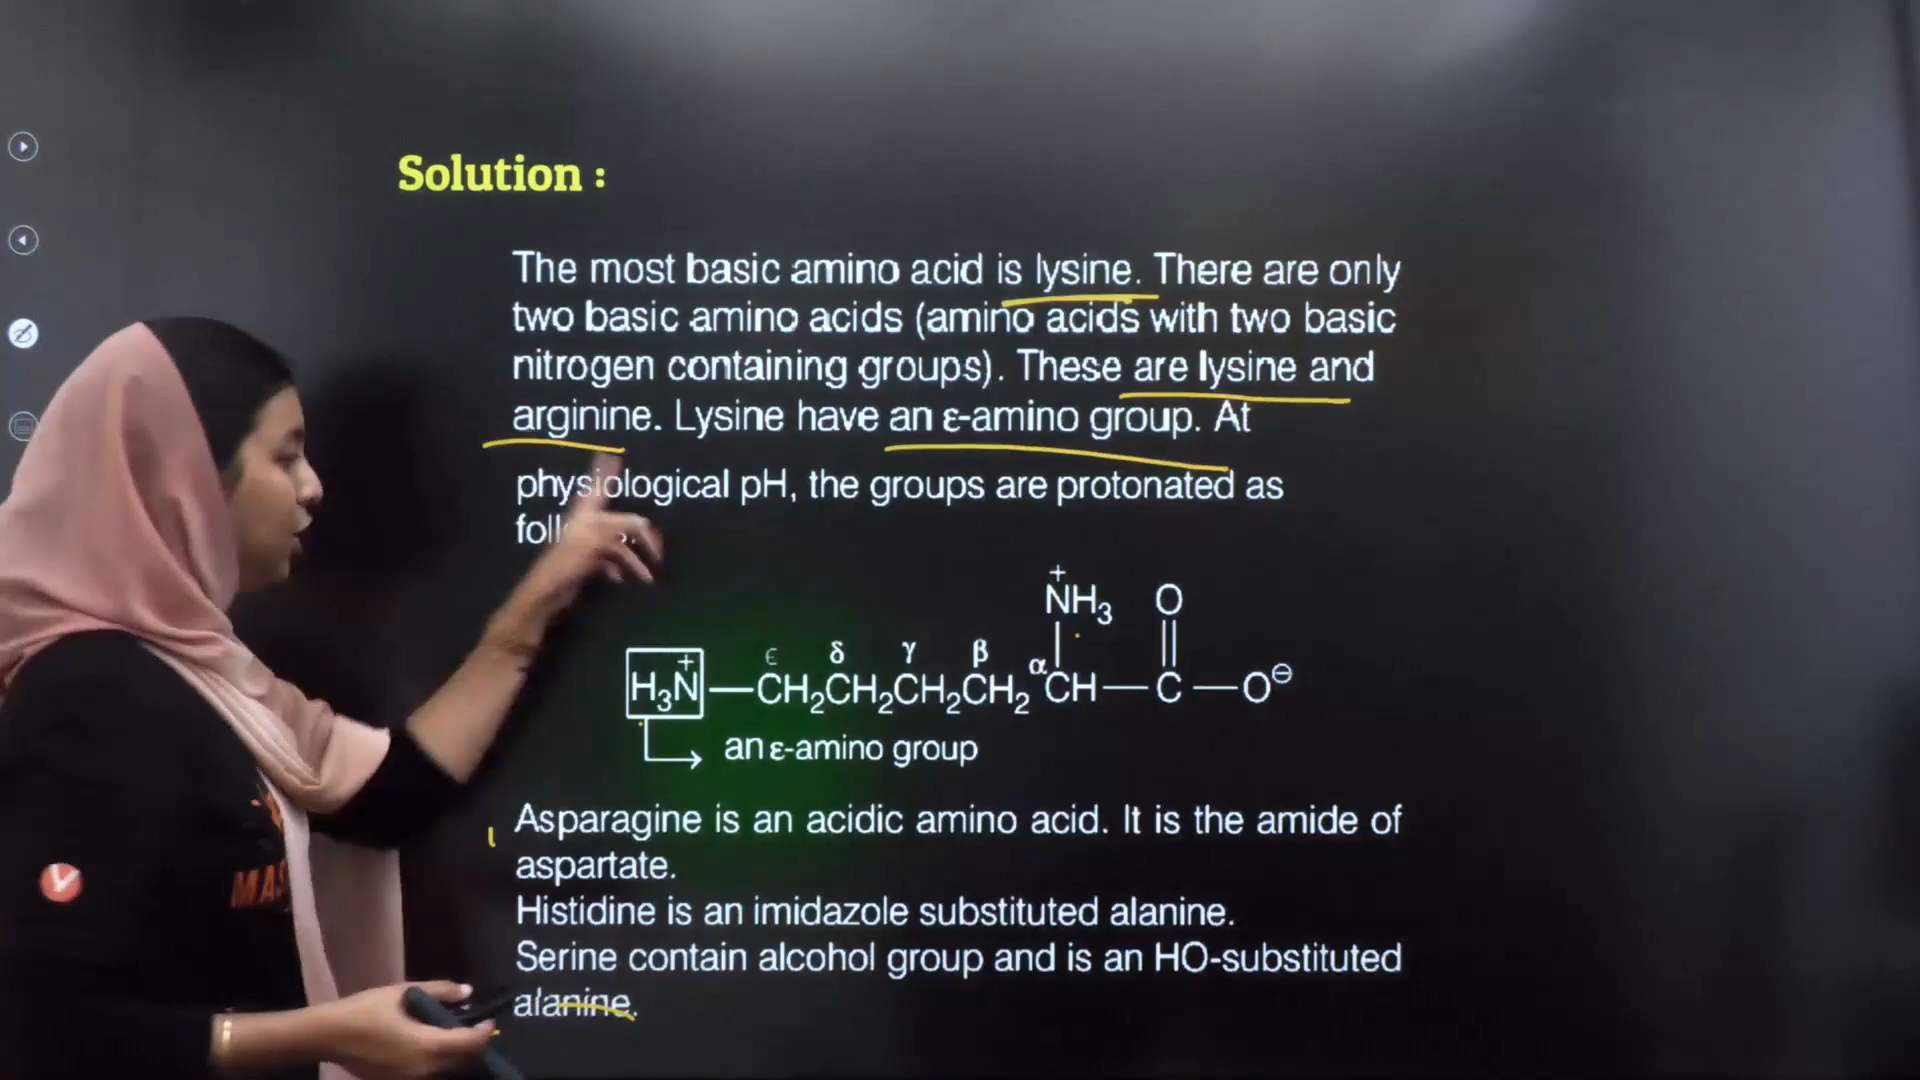 Solution :
The most basic amino acid is lysine. There are only
two basic amino acids (amino acids with two basic
nitrogen containing groups). These are lysine and
arginine. Lysine have an ε-amino group. At
physiological pH, the groups are protonated as
+
NH3 O
+ ϵ δ γ β α
H3N—CH2CH2CH2CH2CH—C—O⊖
an ε-amino group
Asparagine is an acidic amino acid. It is the amide of
aspartate.
Histidine is an imidazole substituted alanine.
Serine contain alcohol group and is an HO-substituted
alanine.